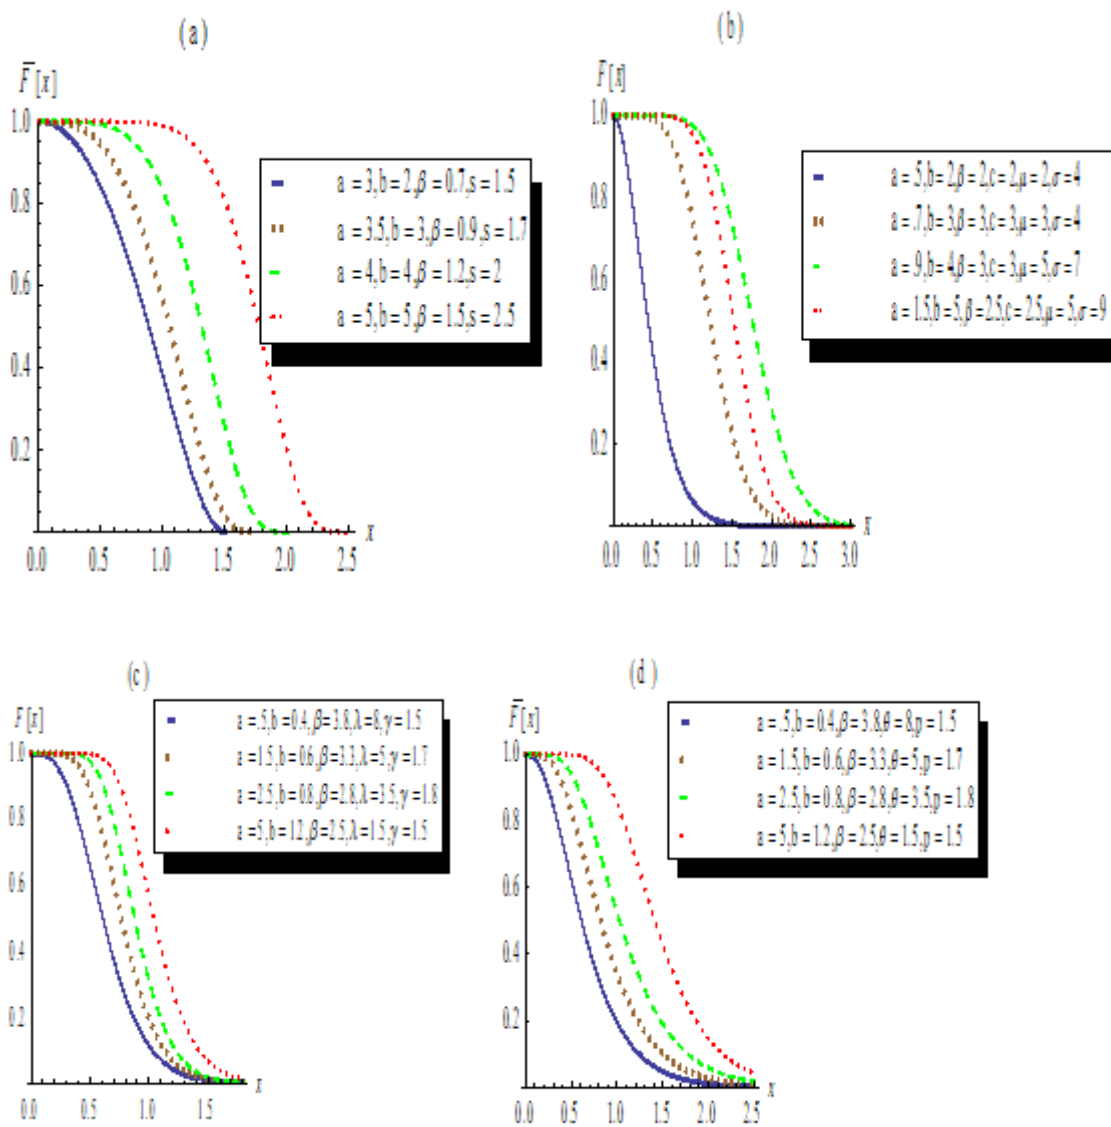 (a)
F̅[x]
1.0
0.8
0.6
0.4
0.2
0.0 0.5 1.0 1.5 2.0 2.5
x
a = 3,b = 2,β = 0.7,s = 1.5
a = 3.5,b = 3,β = 0.9,s = 1.7
a = 4,b = 4,β = 1.2,s = 2
a = 5,b = 5,β = 1.5,s = 2.5
(b)
F̅[x]
1.0
0.8
0.6
0.4
0.2
0.0 0.5 1.0 1.5 2.0 2.5 3.0
x
a = .5,b = 2,β = 2,c = 2,μ = 2,σ = 4
a = .7,b = 3,β = 3,c = 3,μ = 3,σ = 4
a = .9,b = 4,β = 3,c = 3,μ = 5,σ = 7
a = 1.5,b = 5,β = 2.5,c = 2.5,μ = 5,σ = 9
(c)
F[x]
1.0
0.8
0.6
0.4
0.2
0.0 0.5 1.0 1.5
x
a = .5,b = 0.4,β = 3.8,λ = 8,γ = 1.5
a = 1.5,b = 0.6,β = 3.3,λ = 5,γ = 1.7
a = 2.5,b = 0.8,β = 2.8,λ = 3.5,γ = 1.8
a = 5,b = 1.2,β = 2.5,λ = 1.5,γ = 1.5
(d)
F̅[x]
1.0
0.8
0.6
0.4
0.2
0.0 0.5 1.0 1.5 2.0 2.5
x
a = .5,b = 0.4,β = 3.8,θ = 8,p = 1.5
a = 1.5,b = 0.6,β = 3.3,θ = 5,p = 1.7
a = 2.5,b = 0.8,β = 2.8,θ = 3.5,p = 1.8
a = 5,b = 1.2,β = 2.5,θ = 1.5,p = 1.5